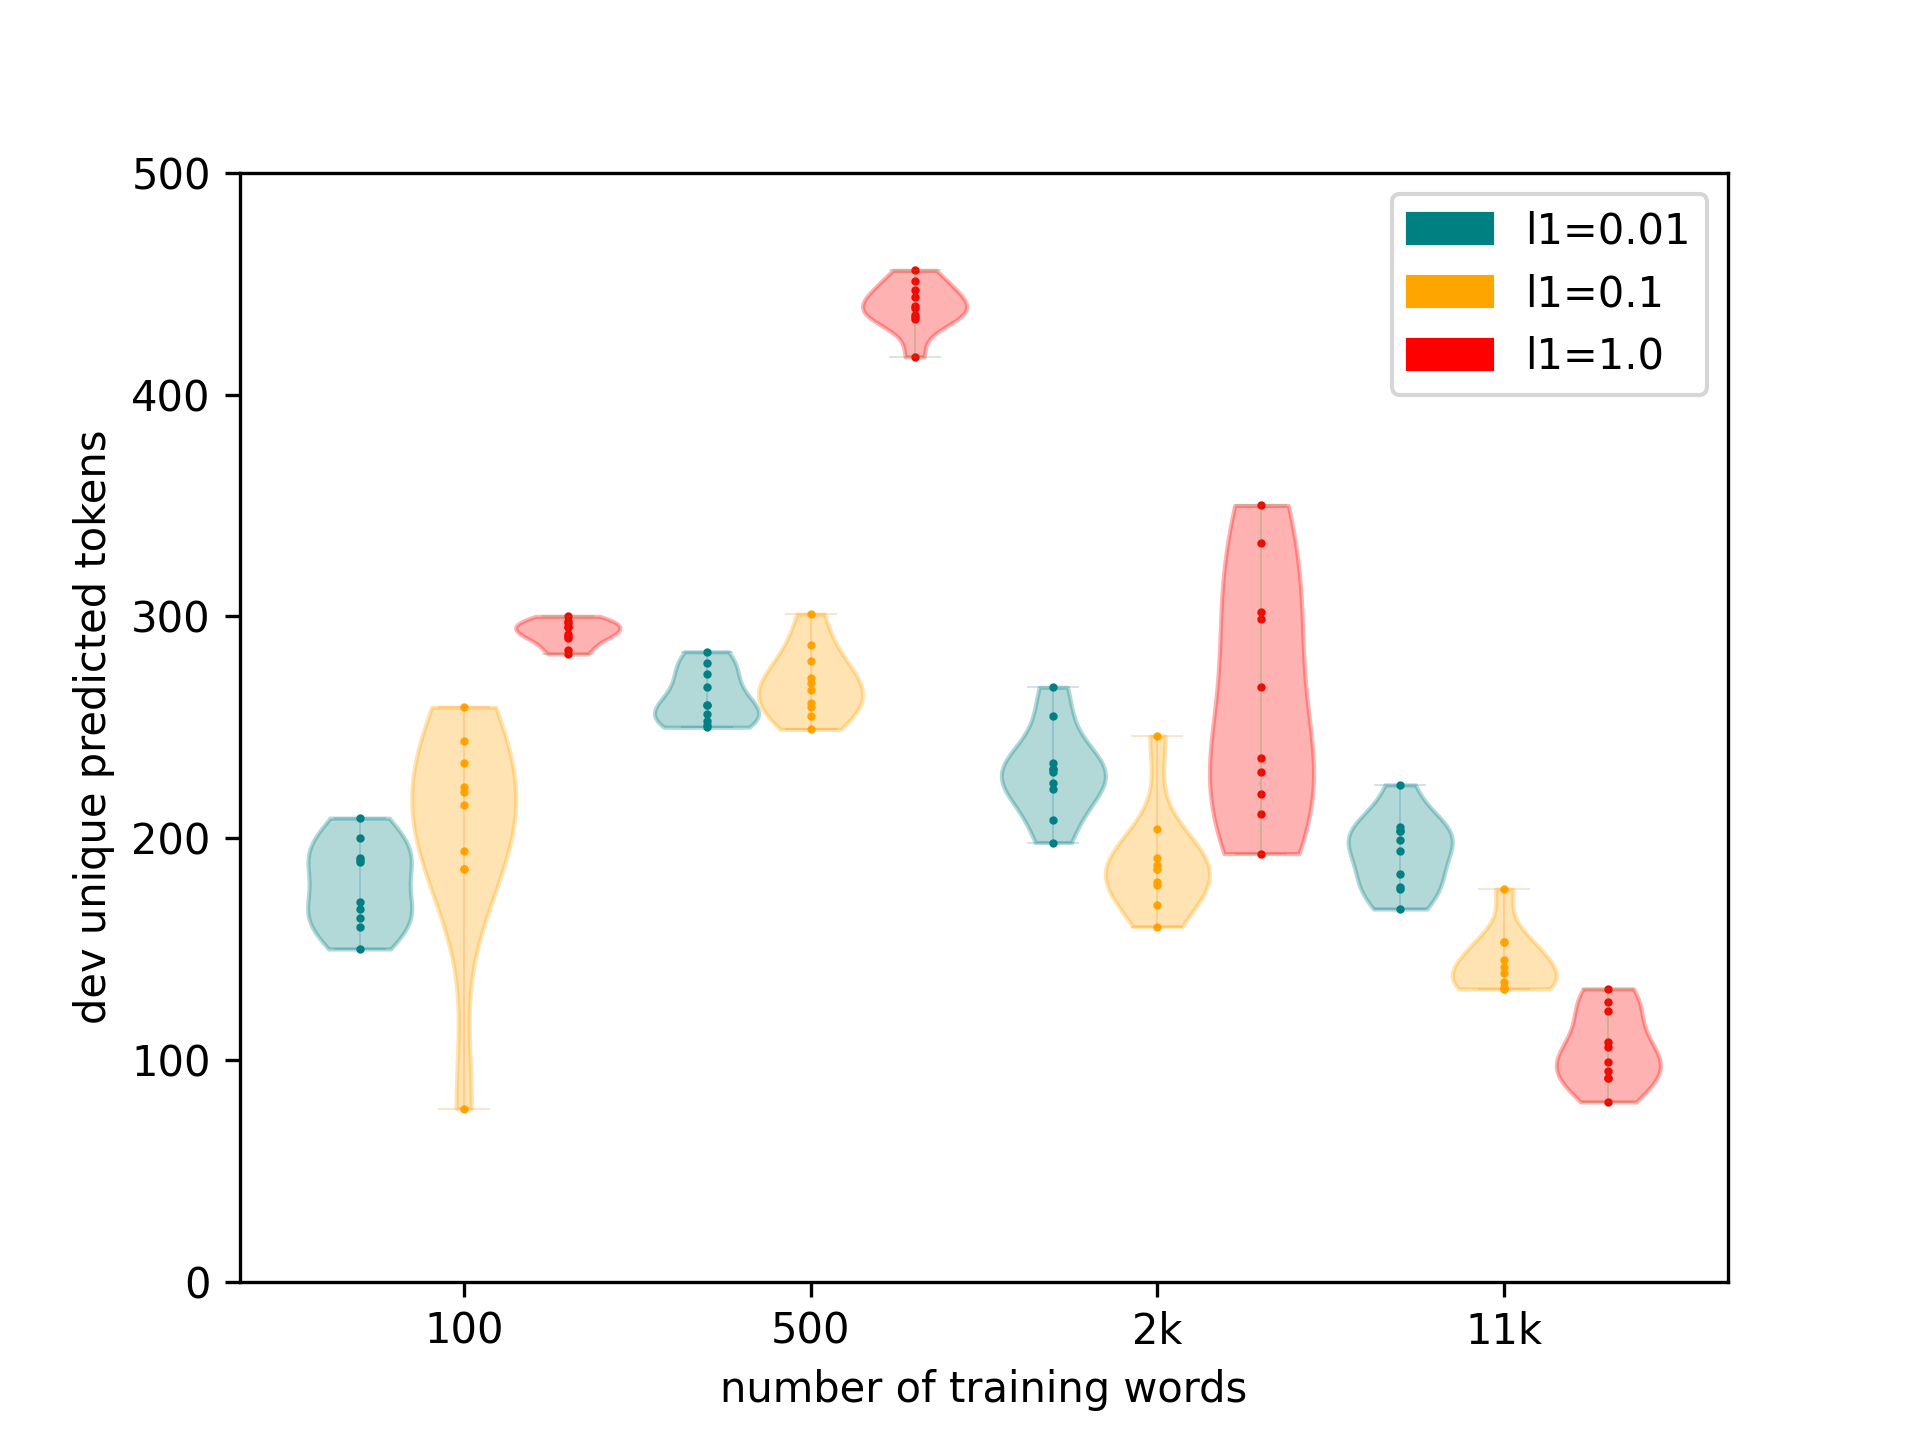 500
400
300
200
100
0
dev unique predicted tokens
l1=0.01
l1=0.1
l1=1.0
100 500 2k 11k
number of training words